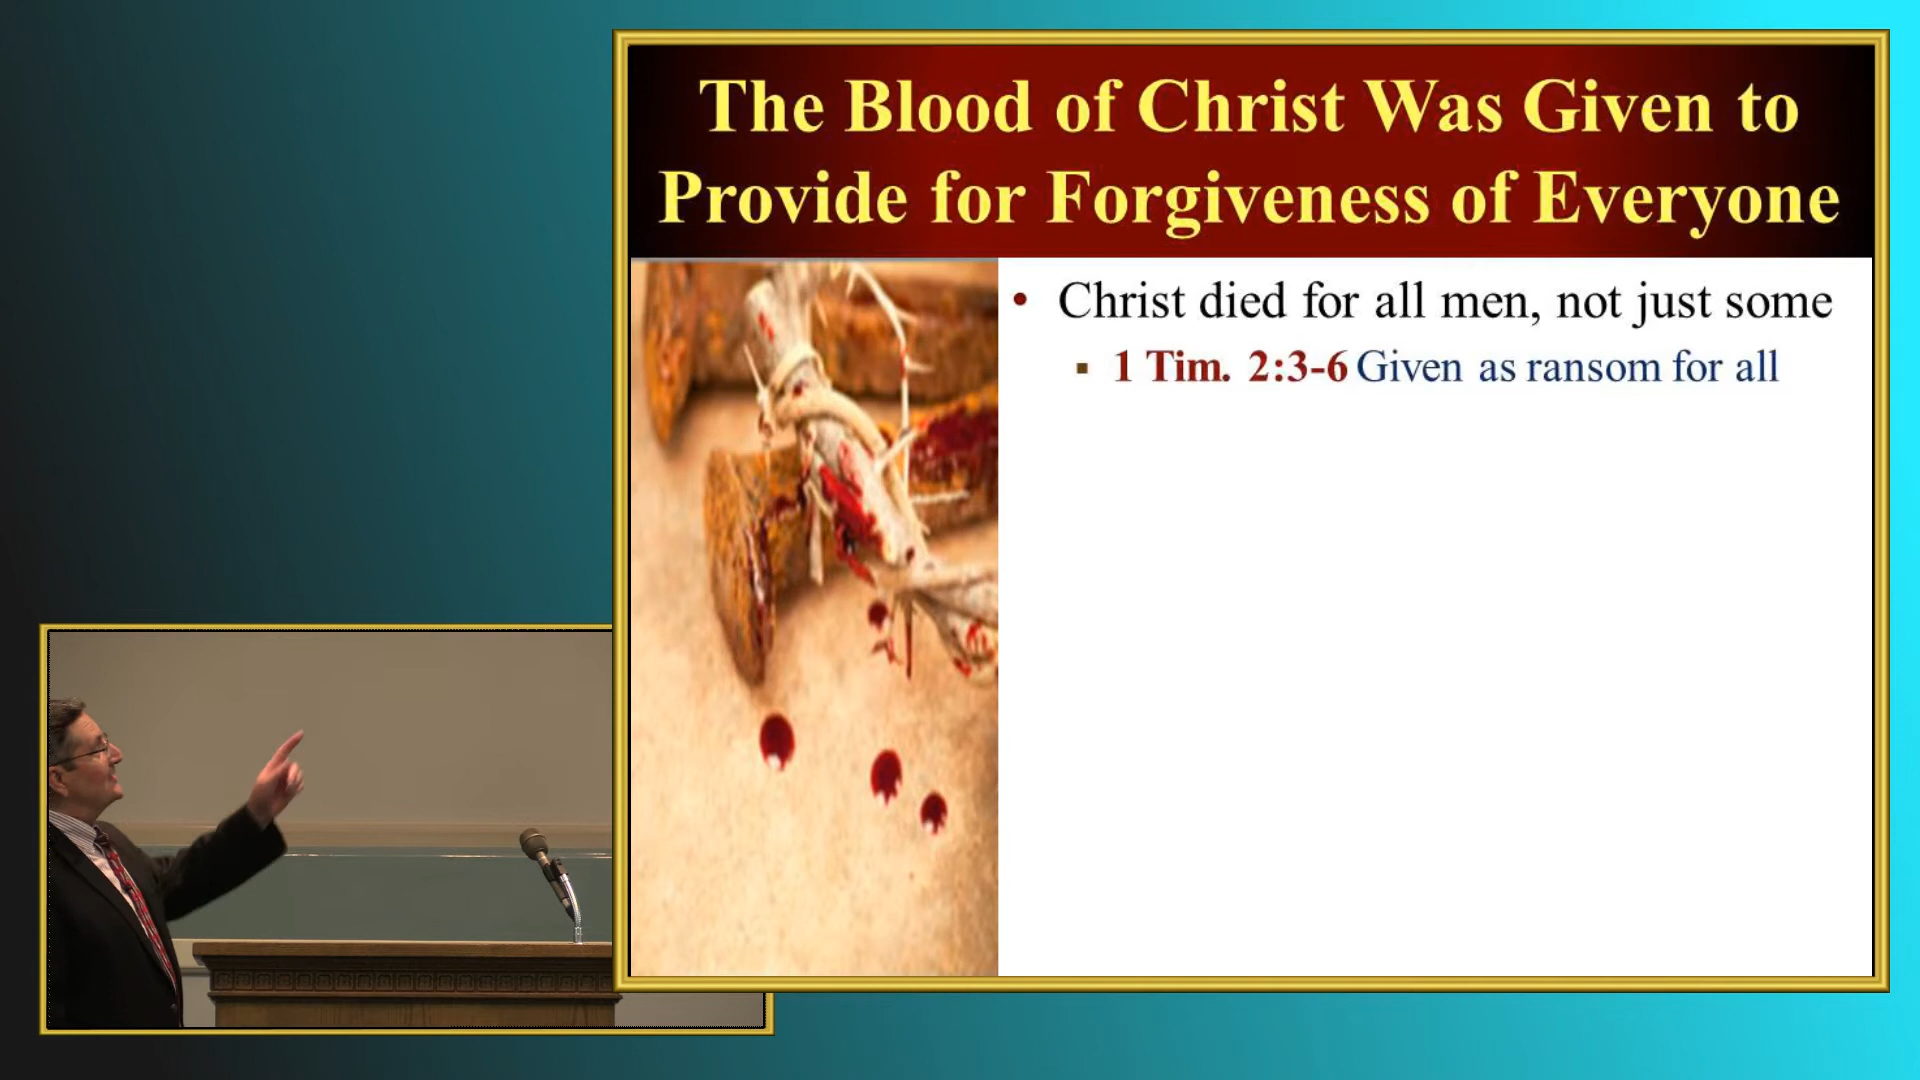 The Blood of Christ Was Given to
Provide for Forgiveness of Everyone
• Christ died for all men, not just some
▪ 1 Tim. 2:3-6 Given as ransom for all